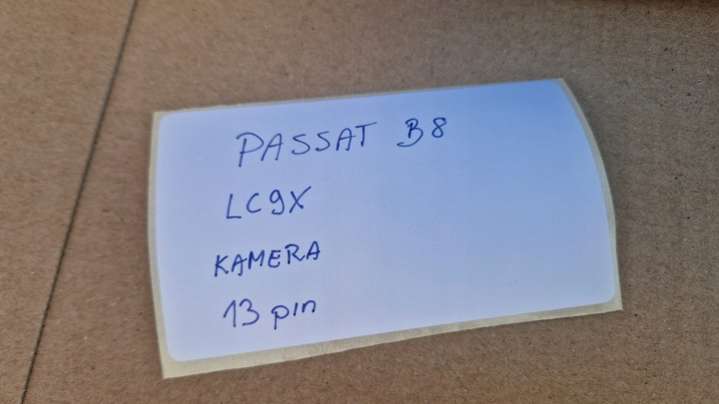 PASSAT B8
LC9X
KAMERA
13 pin